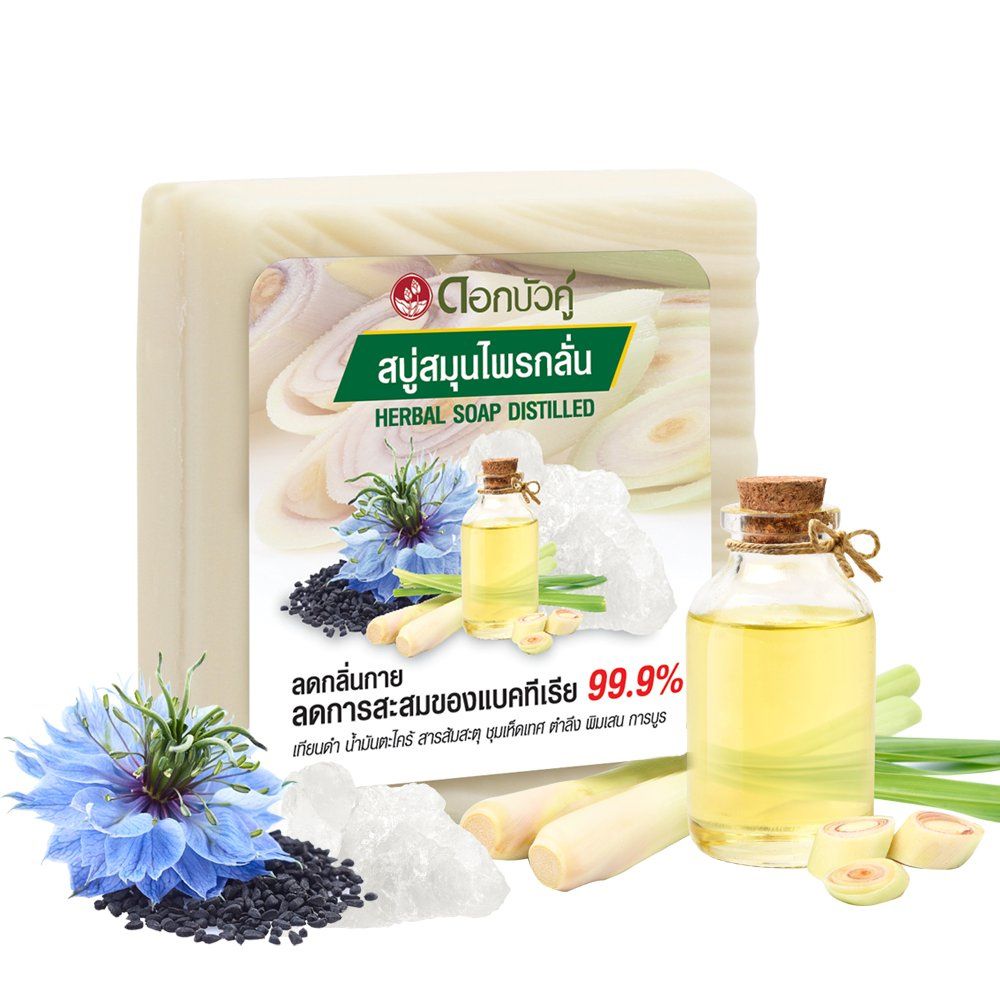 ดอกบัวคู่
สบู่สมุนไพรกลั่น
HERBAL SOAP DISTILLED
ลดกลิ่นกาย
ลดการสะสมของแบคทีเรีย 99.9%
เทียนดำ น้ำมันตะไคร้ สารส้มสะตุ ชุมเห็ดเทศ ตำลึง พิมเสน การบูร